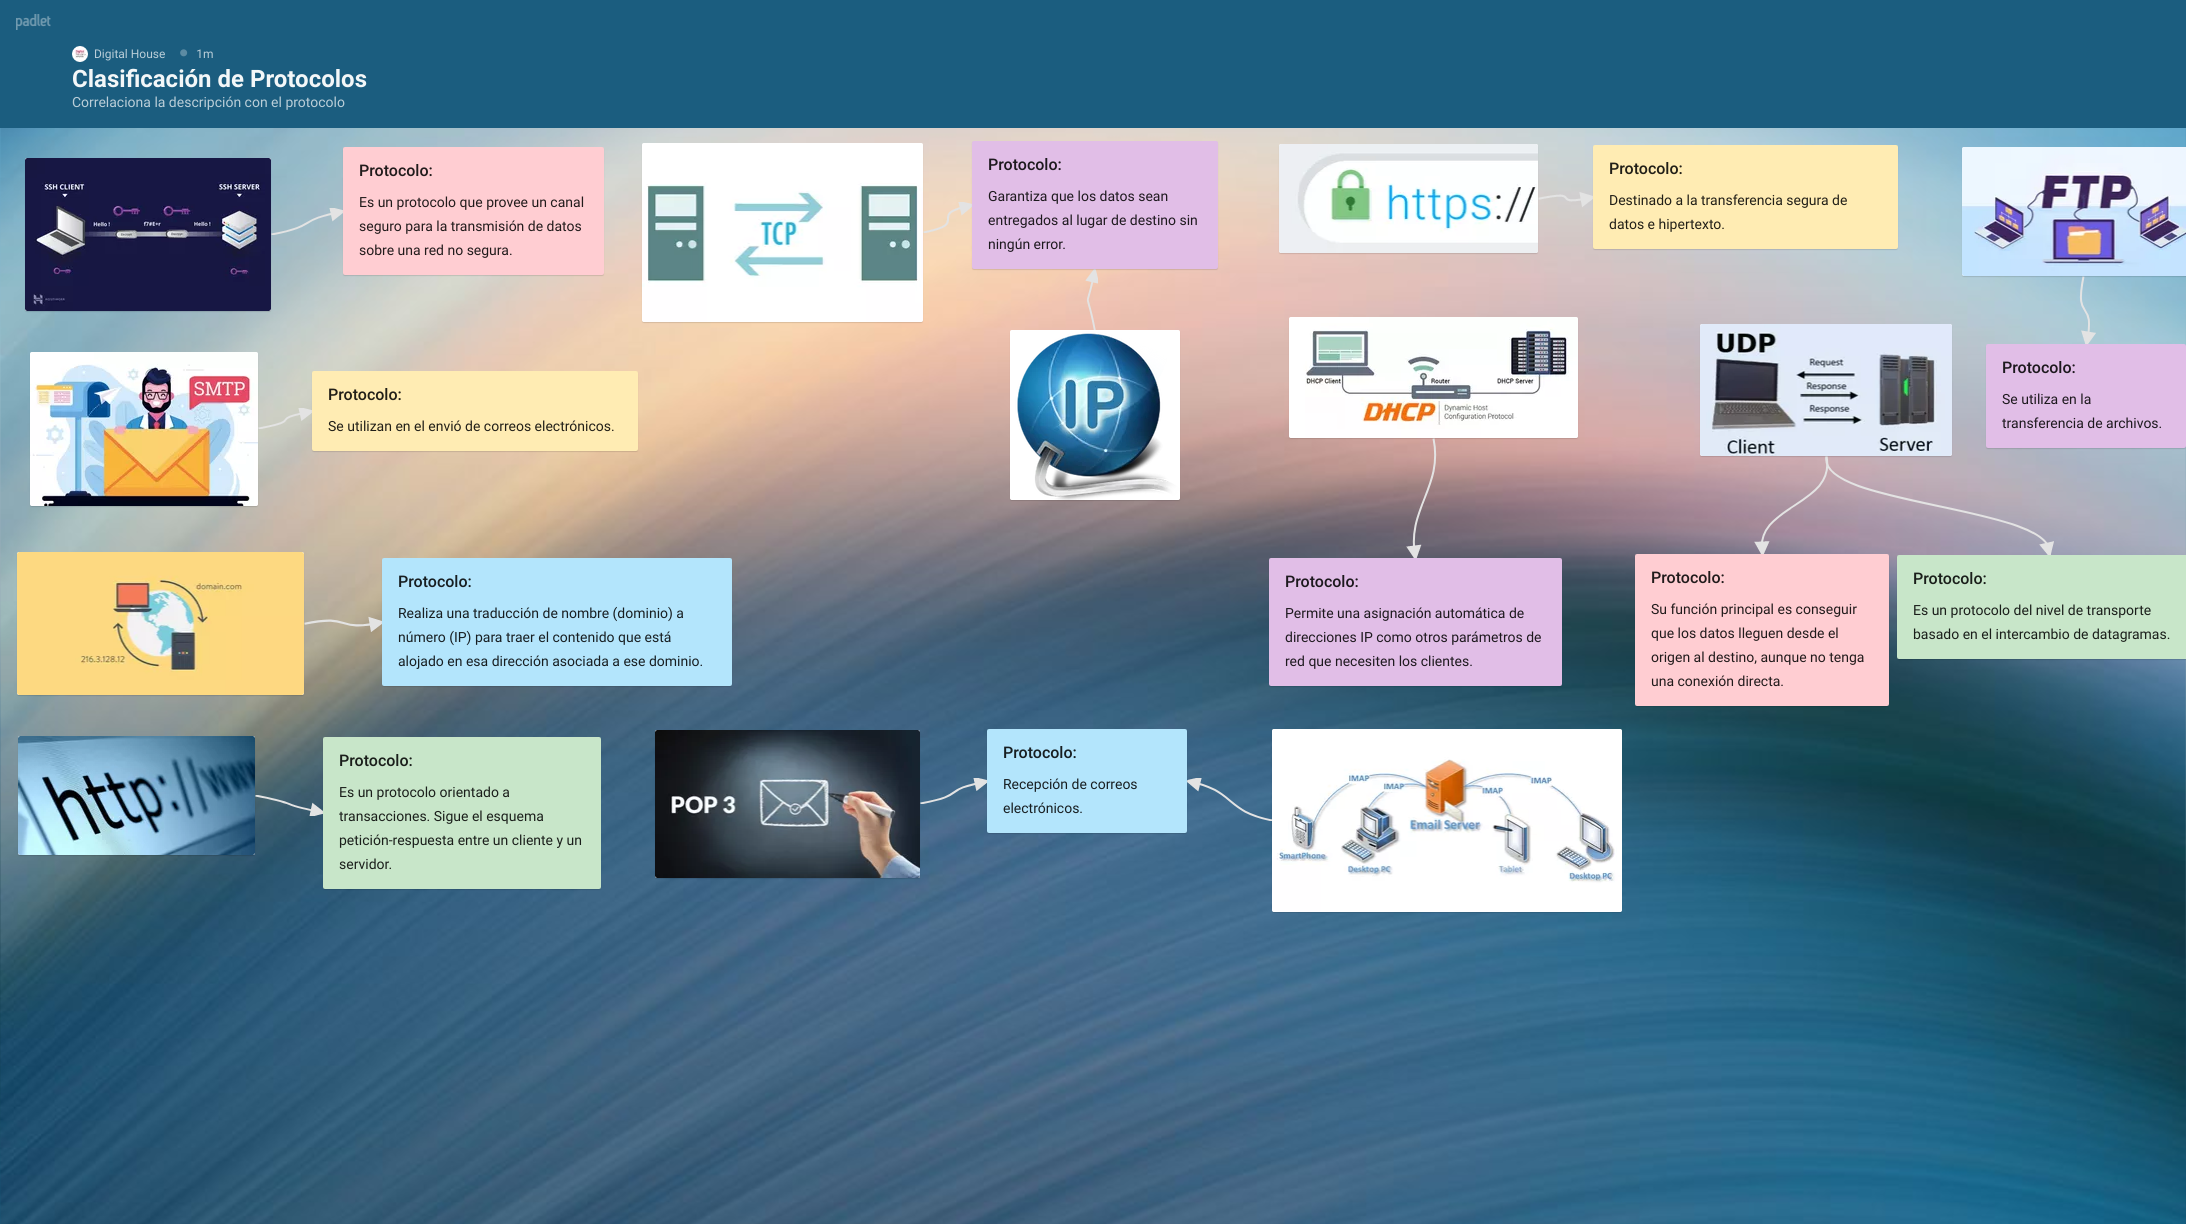 padlet
Digital House
1m
Clasificación de Protocolos
Correlaciona la descripción con el protocolo
SSH CLIENT
SSH SERVER
Hello !
Hello !
Protocolo:
Es un protocolo que provee un canal
seguro para la transmisión de datos
sobre una red no segura.
TCP
Protocolo:
Garantiza que los datos sean
entregados al lugar de destino sin
ningún error.
https://
Protocolo:
Destinado a la transferencia segura de
datos e hipertexto.
FTP
SMTP
Protocolo:
Se utilizan en el envió de correos electrónicos.
IP
DHCP Client
Router
DHCP Server
DHCP
Dynamic Host
Configuration Protocol
UDP
Request
Response
Response
Client
Server
Protocolo:
Se utiliza en la
transferencia de archivos.
domain.com
216.3.128.12
Protocolo:
Realiza una traducción de nombre (dominio) a
número (IP) para traer el contenido que está
alojado en esa dirección asociada a ese dominio.
Protocolo:
Permite una asignación automática de
direcciones IP como otros parámetros de
red que necesiten los clientes.
Protocolo:
Su función principal es conseguir
que los datos lleguen desde el
origen al destino, aunque no tenga
una conexión directa.
Protocolo:
Es un protocolo del nivel de transporte
basado en el intercambio de datagramas.
http://www
Protocolo:
Es un protocolo orientado a
transacciones. Sigue el esquema
petición-respuesta entre un cliente y un
servidor.
POP 3
Protocolo:
Recepción de correos
electrónicos.
IMAP
IMAP
IMAP
IMAP
Email Server
SmartPhone
Desktop PC
Tablet
Desktop PC